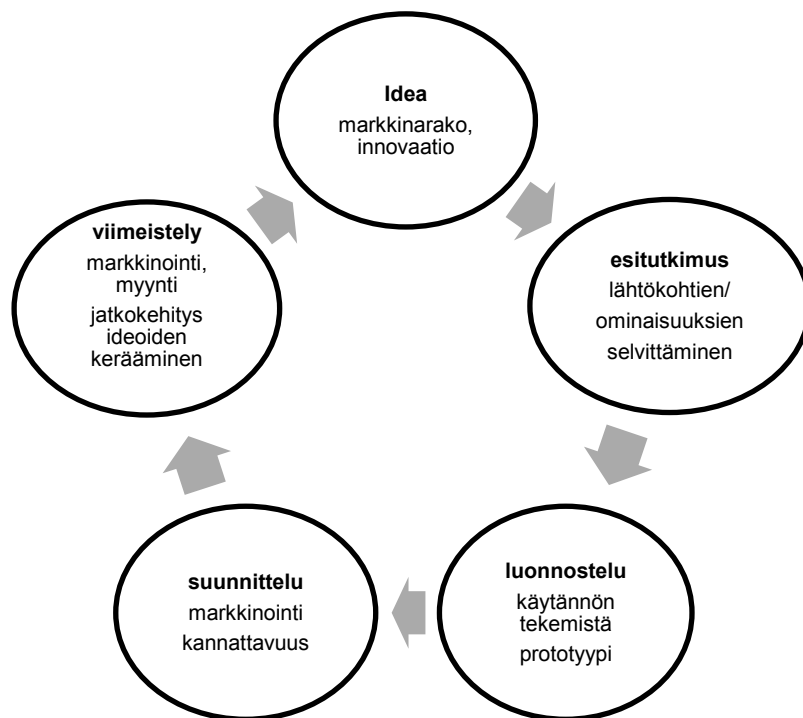 Idea
markkinarako,
innovaatio
esitutkimus
lähtökohtien/
ominaisuuksien
selvittäminen
luonnostelu
käytännön
tekemistä
prototyypi
suunnittelu
markkinointi
kannattavuus
viimeistely
markkinointi,
myynti
jatkokehitys
ideoiden
kerääminen